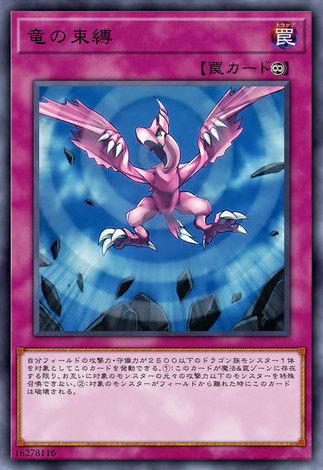 竜の束縛
トラップ
罠
【罠カード】
自分フィールドの攻撃力・守備力が2500以下のドラゴン族モンスター1体
を対象としてこのカードを発動できる。①：このカードが魔法&罠ゾーンに存在
する限り、お互いに対象のモンスターの元々の攻撃力以下のモンスターを特殊
召喚できない。②：対象のモンスターがフィールドから離れた時にこのカード
は破壊される。
16278116